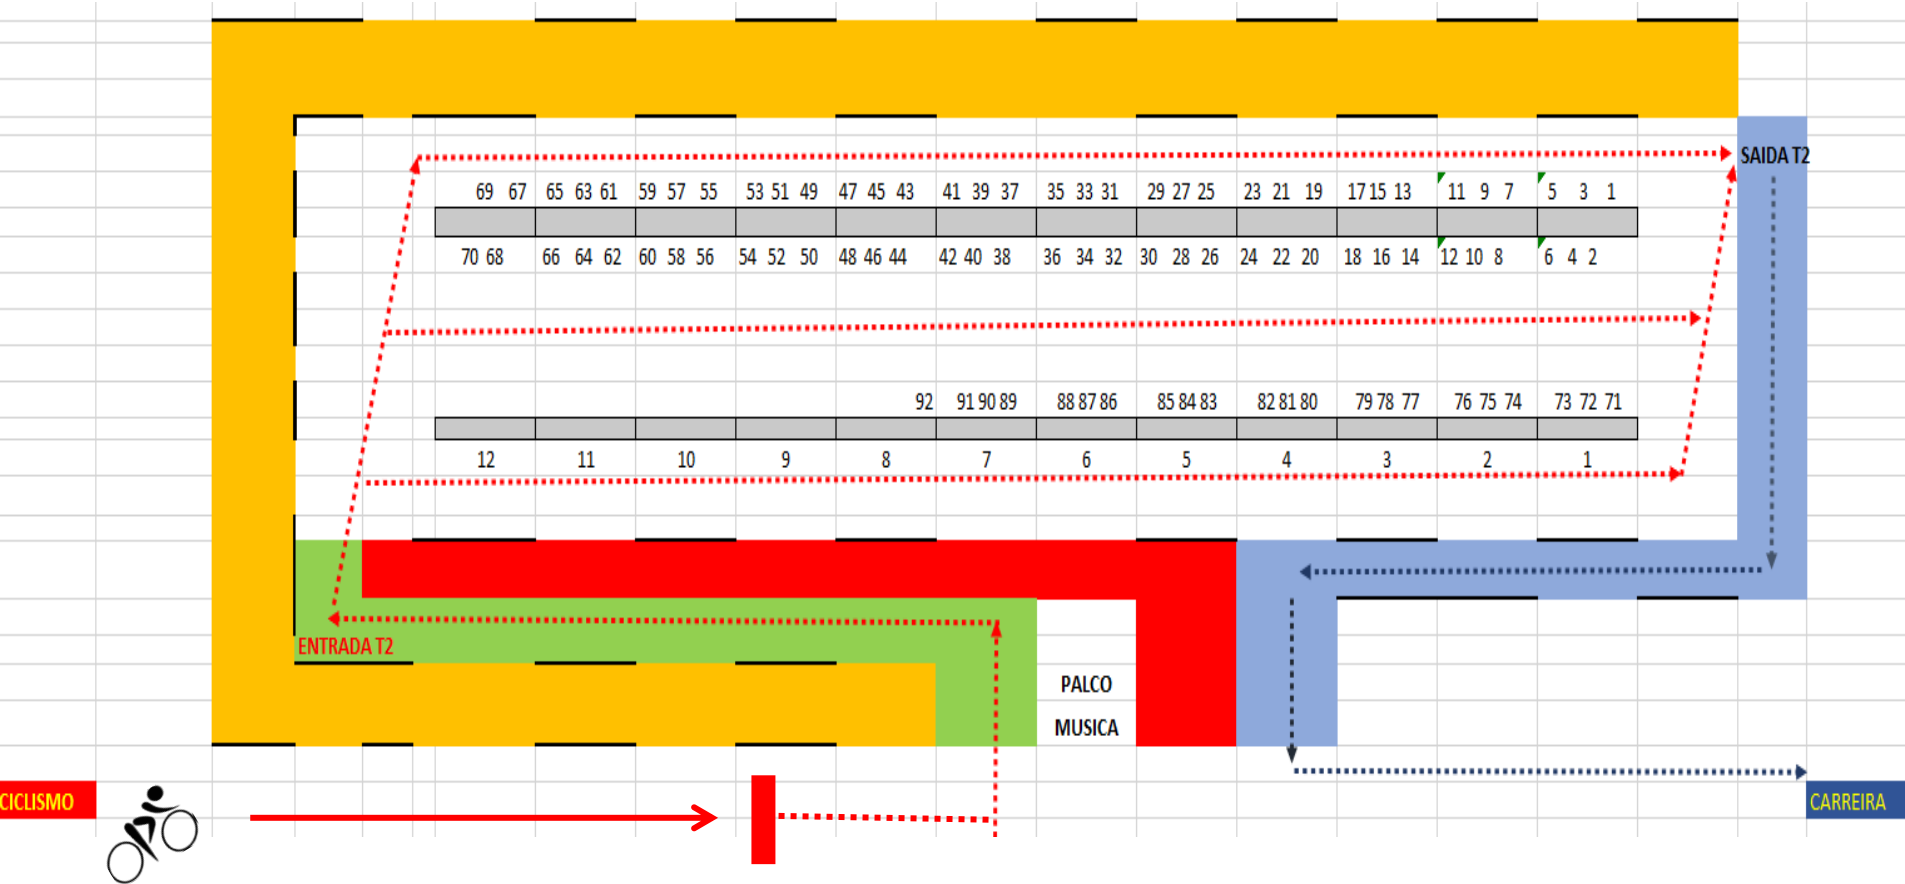 SAIDA T2
69 67 65 63 61 59 57 55 53 51 49 47 45 43 41 39 37 35 33 31 29 27 25 23 21 19 17 15 13 11 9 7 5 3 1
70 68 66 64 62 60 58 56 54 52 50 48 46 44 42 40 38 36 34 32 30 28 26 24 22 20 18 16 14 12 10 8 6 4 2
92 91 90 89 88 87 86 85 84 83 82 81 80 79 78 77 76 75 74 73 72 71
12 11 10 9 8 7 6 5 4 3 2 1
ENTRADA T2
PALCO
MUSICA
CICLISMO
CARREIRA